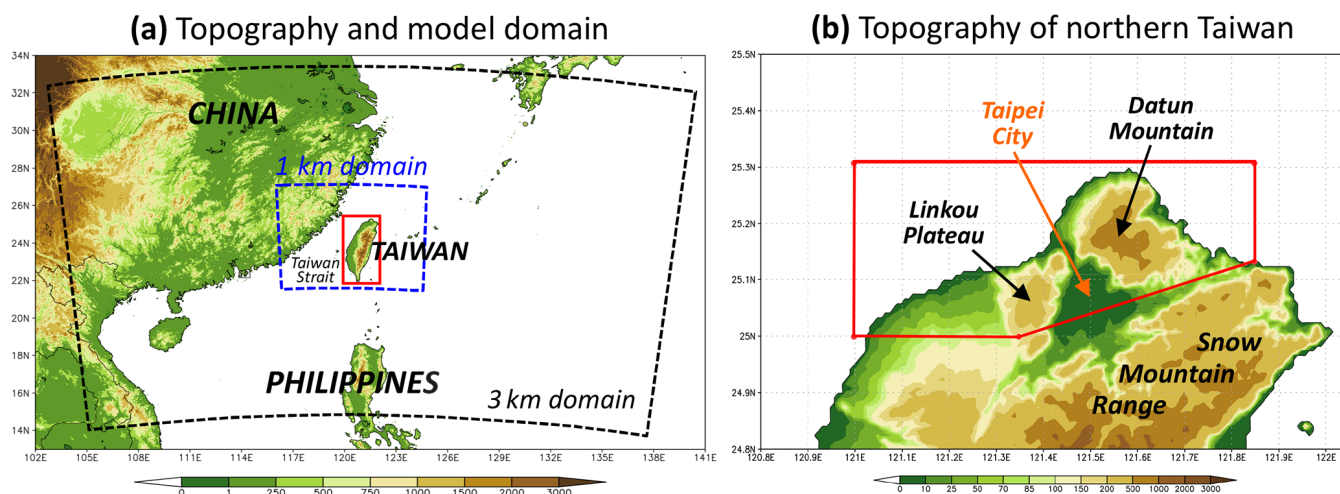 (a) Topography and model domain
34N
32N
30N
28N
26N
24N
22N
20N
18N
16N
14N
CHINA
1 km domain
TAIWAN
Taiwan
Strait
PHILIPPINES
3 km domain
102E 105E 108E 111E 114E 117E 120E 123E 126E 129E 132E 135E 138E 141E
0 1 250 500 750 1000 1500 2000 3000
(b) Topography of northern Taiwan
25.5N
25.4N
25.3N
25.2N
25.1N
25N
24.9N
24.8N
Taipei
City
Datun
Mountain
Linkou
Plateau
Snow
Mountain
Range
120.8E 120.9E 121E 121.1E 121.2E 121.3E 121.4E 121.5E 121.6E 121.7E 121.8E 121.9E 122E
0 10 25 50 70 85 100 150 200 500 1000 2000 3000